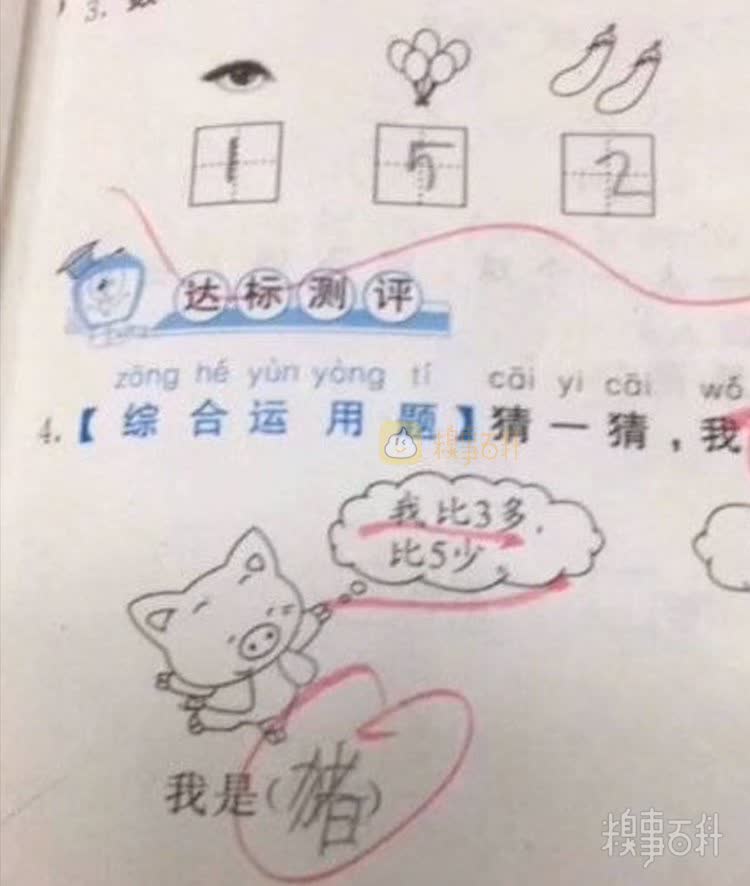 3.
1 5 2
达标测评
zōng hé yùn yòng tí cāi yi cāi wǒ
4.【综合运用题】猜一猜,我
糗事百科
我比3多,
比5少。
我是(猪)
糗事百科